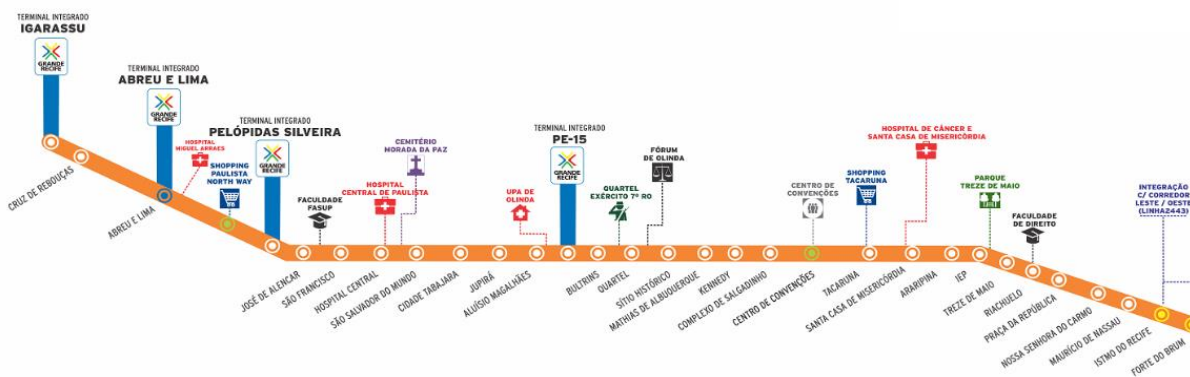 TERMINAL INTEGRADO
IGARASSU
GRANDE
RECIFE
TERMINAL INTEGRADO
ABREU E LIMA
GRANDE
RECIFE
TERMINAL INTEGRADO
PELÓPIDAS SILVEIRA
GRANDE
RECIFE
TERMINAL INTEGRADO
PE-15
GRANDE
RECIFE
HOSPITAL
MIGUEL ARRAES
SHOPPING
PAULISTA
NORTH WAY
FACULDADE
FASUP
HOSPITAL
CENTRAL DE PAULISTA
CEMITÉRIO
MORADA DA PAZ
UPA DE
OLINDA
QUARTEL
EXÉRCITO 7º RO
FÓRUM
DE OLINDA
CENTRO DE
CONVENÇÕES
SHOPPING
TACARUNA
HOSPITAL DE CÂNCER E
SANTA CASA DE MISERICÓRDIA
PARQUE
TREZE DE MAIO
FACULDADE
DE DIREITO
INTEGRAÇÃO
C/ CORREDOR
LESTE / OESTE
(LINHA2443)
CRUZ DE REBOUÇAS
ABREU E LIMA
JOSÉ DE ALENCAR
SÃO FRANCISCO
HOSPITAL CENTRAL
SÃO SALVADOR DO MUNDO
CIDADE TABAJARA
JUPIRÁ
ALUÍSIO MAGALHÃES
BULTRINS
QUARTEL
SÍTIO HISTÓRICO
MATHIAS DE ALBUQUERQUE
KENNEDY
COMPLEXO DE SALGADINHO
CENTRO DE CONVENÇÕES
TACARUNA
SANTA CASA DE MISERICÓRDIA
ARARIPINA
IEP
TREZE DE MAIO
RIACHUELO
PRAÇA DA REPÚBLICA
NOSSA SENHORA DO CARMO
MAURÍCIO DE NASSAU
ISTMO DO RECIFE
FORTE DO BRUM